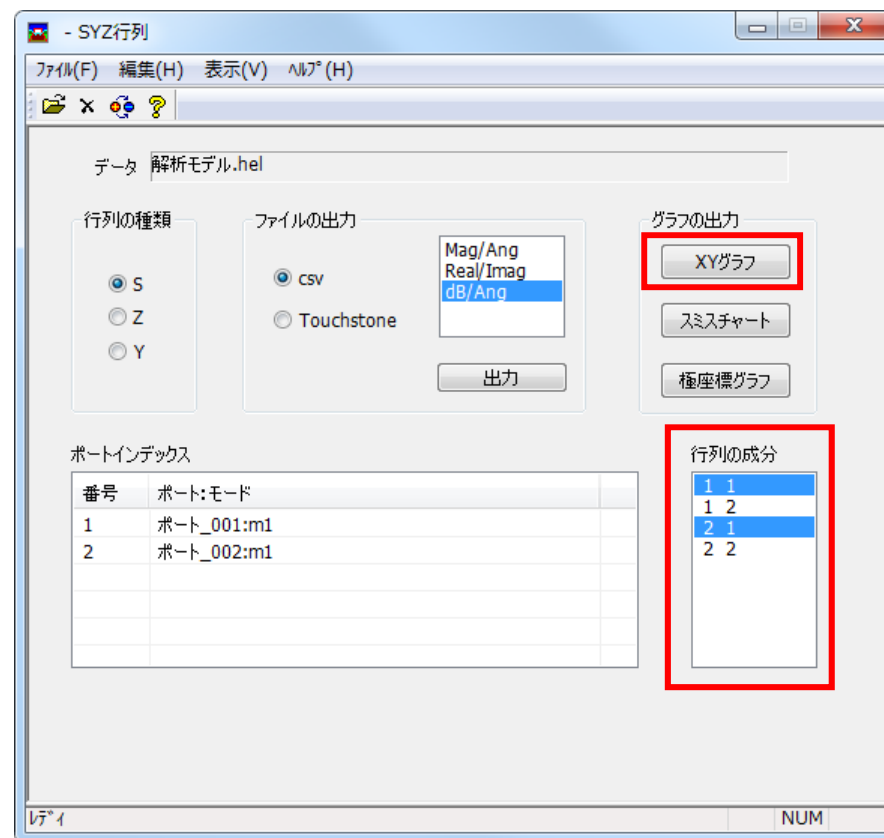 - SYZ行列
ﾌｧｲﾙ(F) 編集(H) 表示(V) ﾍﾙﾌﾟ(H)
データ 解析モデル.hel
行列の種類
S
Z
Y
ファイルの出力
csv
Touchstone
Mag/Ang
Real/Imag
dB/Ang
出力
グラフの出力
XYグラフ
スミスチャート
極座標グラフ
ポートインデックス
番号 ポート:モード
1 ポート_001:m1
2 ポート_002:m1
行列の成分
1 1
1 2
2 1
2 2
ﾚﾃﾞｨ NUM